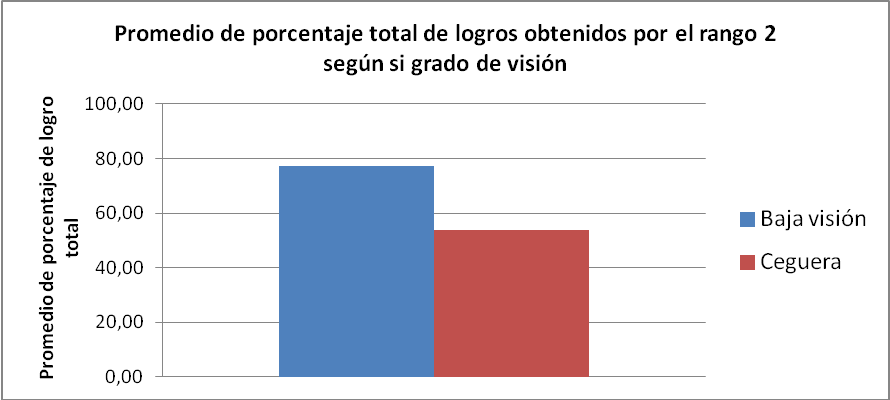 Promedio de porcentaje total de logros obtenidos por el rango 2
según si grado de visión
Promedio de porcentaje de logro
total
100,00
80,00
60,00
40,00
20,00
0,00
Baja visión
Ceguera